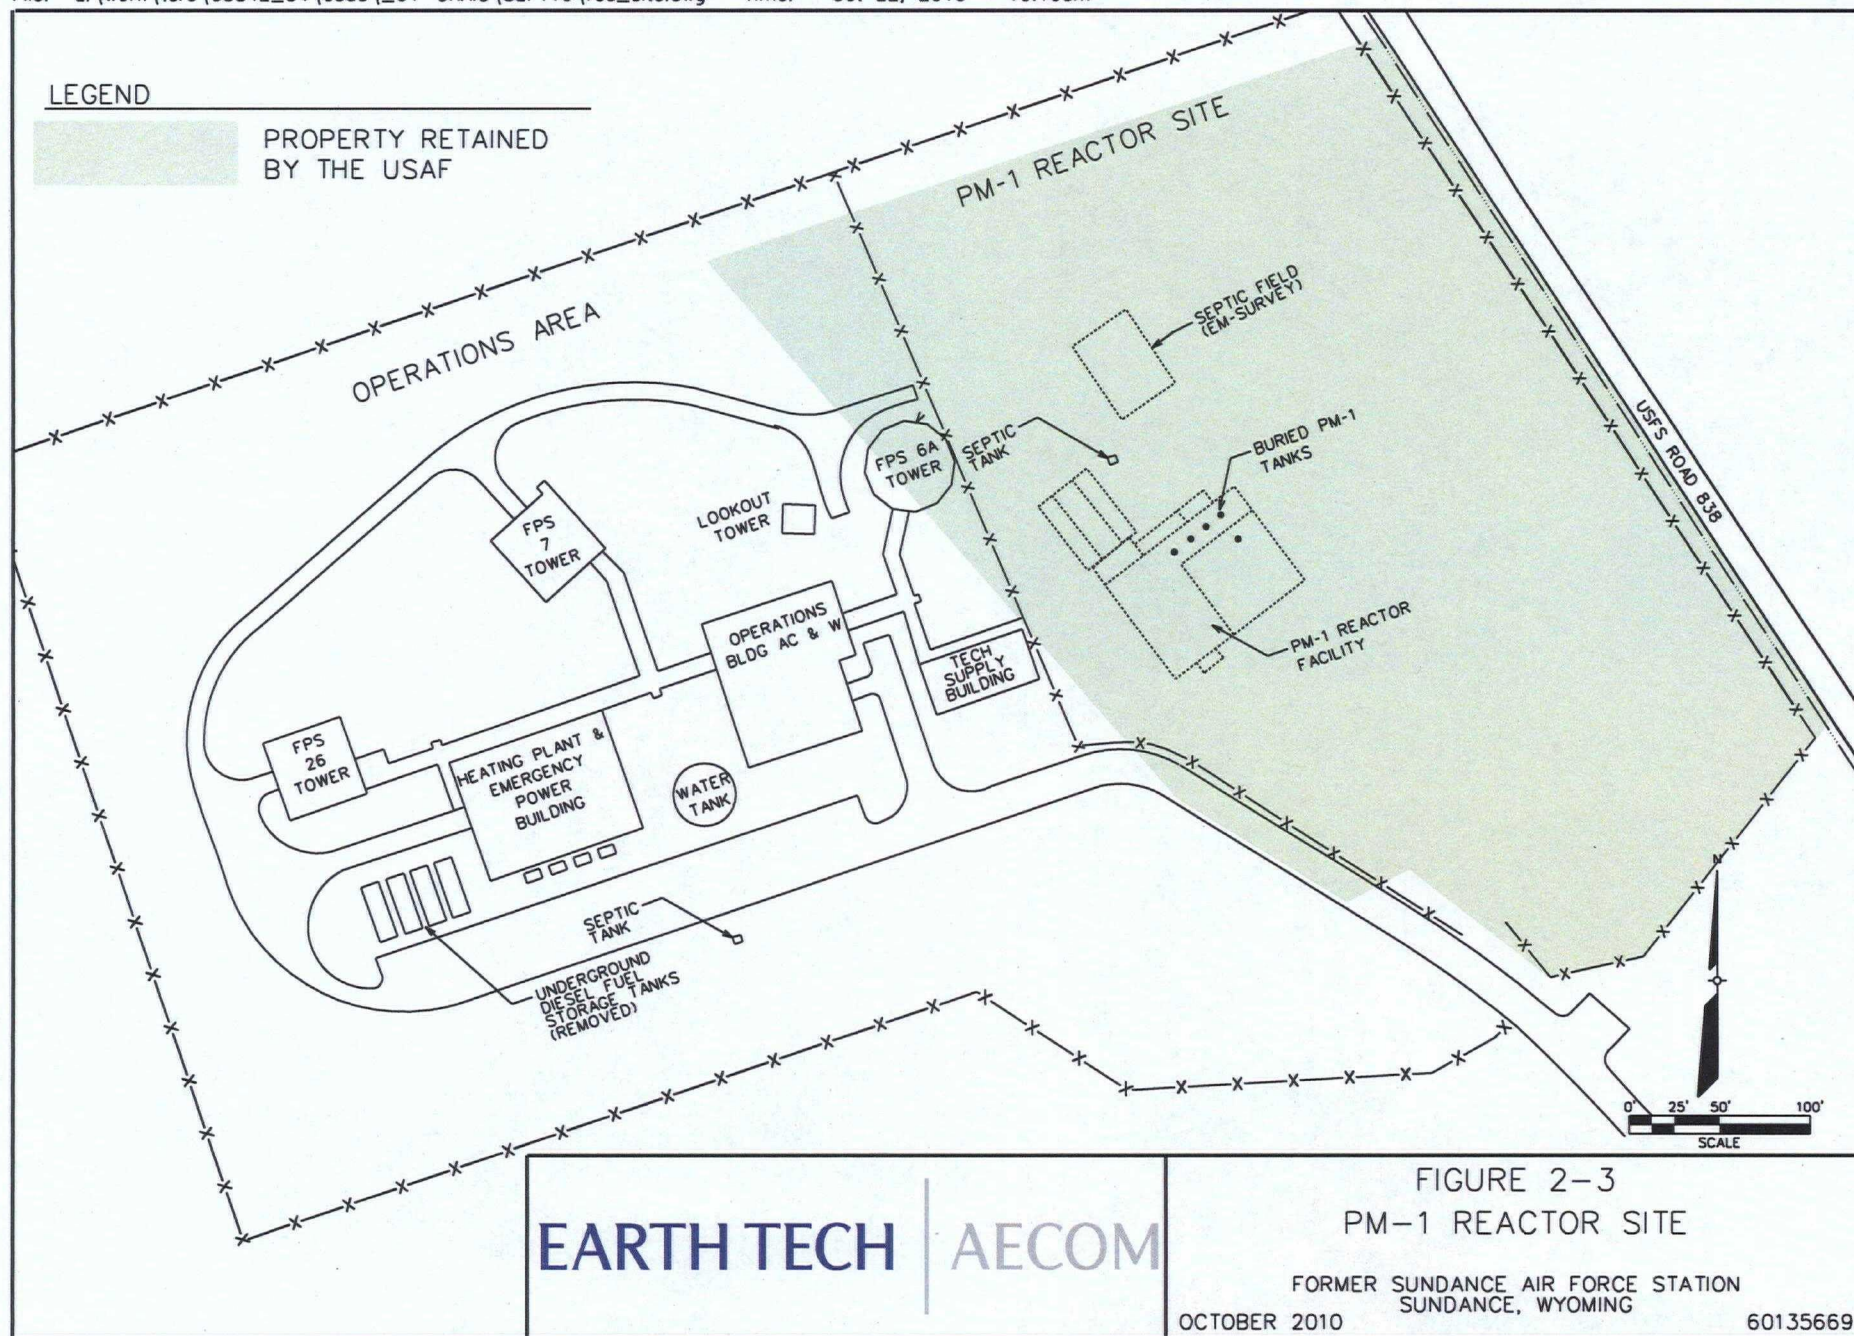 LEGEND
PROPERTY RETAINED
BY THE USAF
PM-1 REACTOR SITE
OPERATIONS AREA
SEPTIC FIELD
(EM-SURVEY)
SEPTIC
TANK
BURIED PM-1
TANKS
USFS ROAD 838
FPS 6A
TOWER
LOOKOUT
TOWER
FPS
7
TOWER
OPERATIONS
BLDG AC & W
TECH
SUPPLY
BUILDING
PM-1 REACTOR
FACILITY
FPS
26
TOWER
HEATING PLANT &
EMERGENCY
POWER
BUILDING
WATER
TANK
SEPTIC
TANK
UNDERGROUND
DIESEL FUEL
STORAGE TANKS
(REMOVED)
N
0' 25' 50' 100'
SCALE
EARTH TECH | AECOM
FIGURE 2-3
PM-1 REACTOR SITE
FORMER SUNDANCE AIR FORCE STATION
SUNDANCE, WYOMING
OCTOBER 2010 60135669